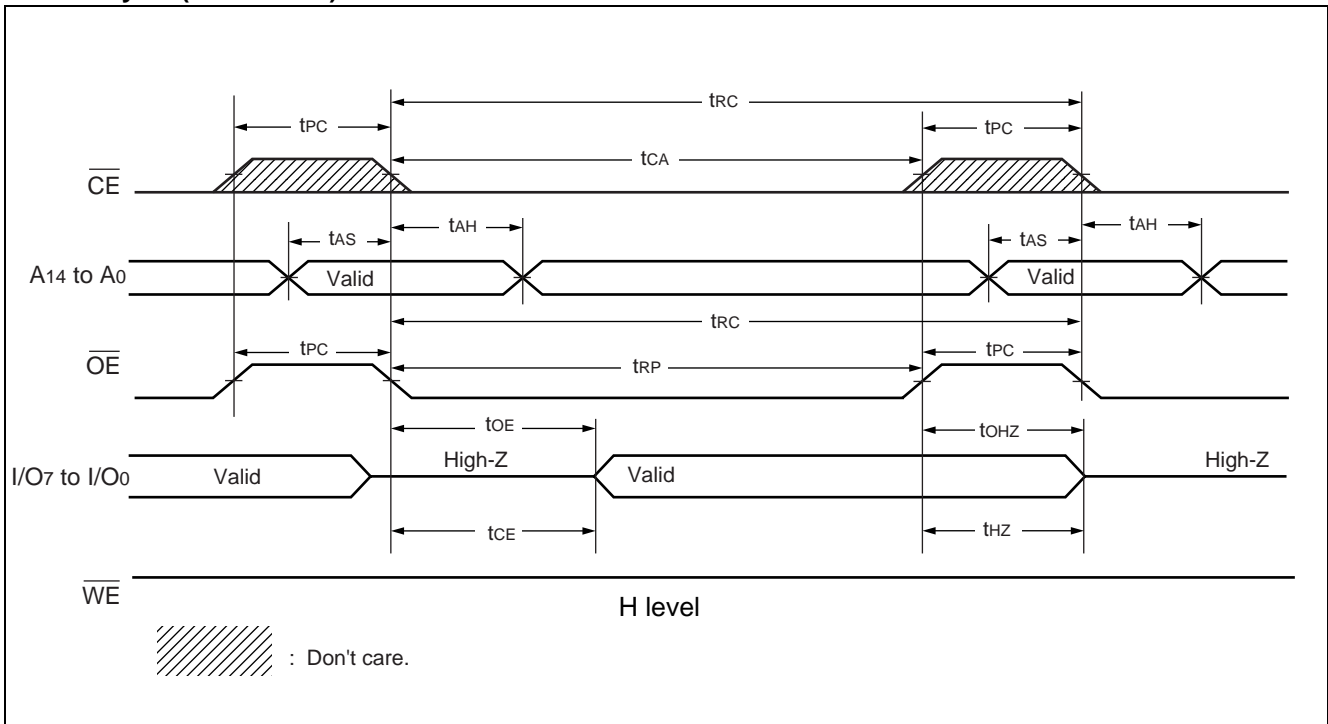 tRC
tPC
tPC
tCA
CE
tAS
tAH
tAS
tAH
A14 to A0
Valid
Valid
tRC
tPC
tPC
OE
tRP
tOE
tOHZ
I/O7 to I/O0
Valid
High-Z
Valid
High-Z
tCE
tHZ
WE
H level
: Don't care.